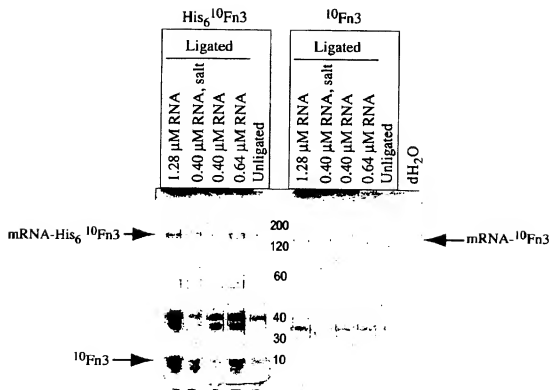 His₆¹⁰Fn3
¹⁰Fn3
Ligated
Ligated
1.28 µM RNA
0.40 µM RNA, salt
0.40 µM RNA
0.64 µM RNA
Unligated
1.28 µM RNA
0.40 µM RNA, salt
0.40 µM RNA
0.64 µM RNA
Unligated
dH₂O
mRNA-His₆ ¹⁰Fn3
200
120
mRNA-¹⁰Fn3
60
40
30
¹⁰Fn3
10